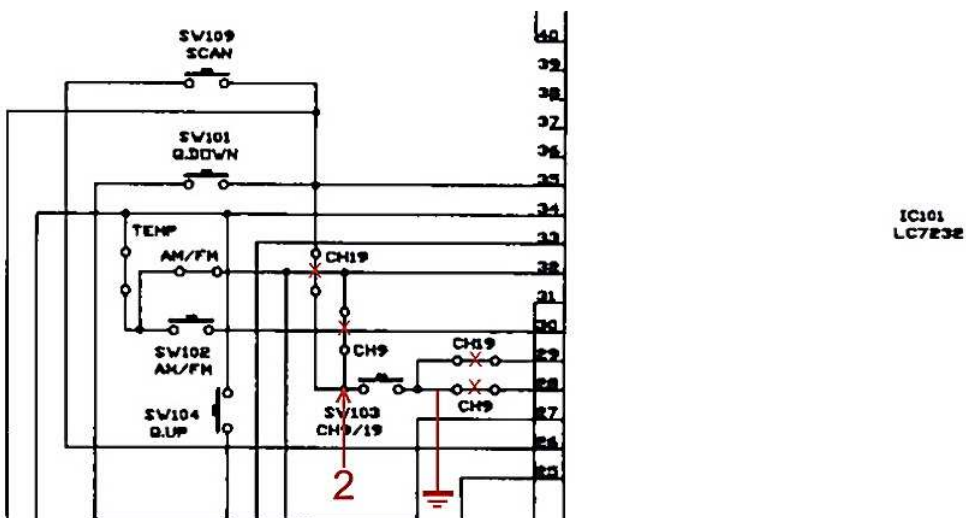 SW109
SCAN
SW101
Q.DOWN
TEMP
AM/FM
CH19
CH9
SW102
AM/FM
SW104
Q.UP
SW103
CH9/19
CH19
CH9
2
40
39
38
37
36
35
34
33
32
31
30
29
28
27
26
25
IC101
LC7232